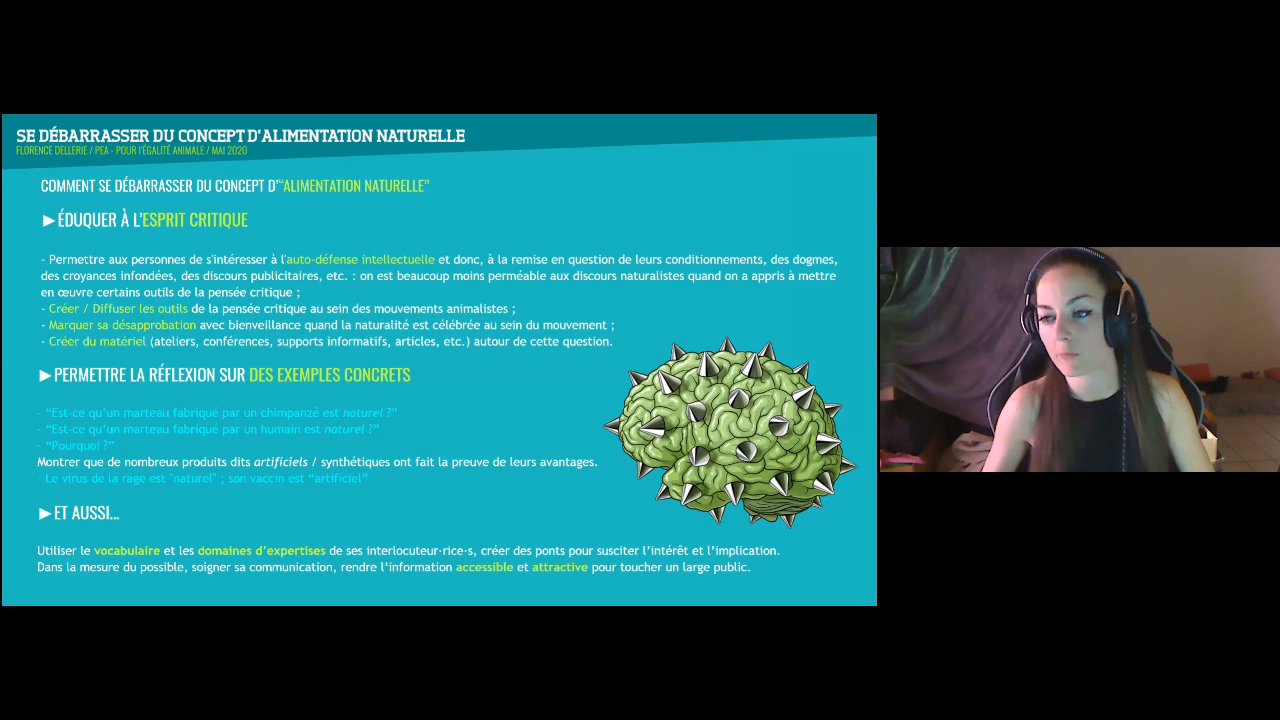 SE DÉBARRASSER DU CONCEPT D'ALIMENTATION NATURELLE
FLORENCE DELLERIE / PEA - POUR l'ÉGALITÉ ANIMALE / MAI 2020
COMMENT SE DÉBARRASSER DU CONCEPT D'"ALIMENTATION NATURELLE"
►ÉDUQUER À L'ESPRIT CRITIQUE
- Permettre aux personnes de s'intéresser à l'auto-défense intellectuelle et donc, à la remise en question de leurs conditionnements, des dogmes,
des croyances infondées, des discours publicitaires, etc. : on est beaucoup moins perméable aux discours naturalistes quand on a appris à mettre
en œuvre certains outils de la pensée critique ;
- Créer / Diffuser les outils de la pensée critique au sein des mouvements animalistes ;
- Marquer sa désapprobation avec bienveillance quand la naturalité est célébrée au sein du mouvement ;
- Créer du matériel (ateliers, conférences, supports informatifs, articles, etc.) autour de cette question.
►PERMETTRE LA RÉFLEXION SUR DES EXEMPLES CONCRETS
- "Est-ce qu'un marteau fabriqué par un chimpanzé est naturel ?"
- "Est-ce qu'un marteau fabriqué par un humain est naturel ?"
- "Pourquoi ?"
Montrer que de nombreux produits dits artificiels / synthétiques ont fait la preuve de leurs avantages.
- Le virus de la rage est "naturel" ; son vaccin est "artificiel"
►ET AUSSI...
Utiliser le vocabulaire et les domaines d'expertises de ses interlocuteur·rice·s, créer des ponts pour susciter l'intérêt et l'implication.
Dans la mesure du possible, soigner sa communication, rendre l'information accessible et attractive pour toucher un large public.